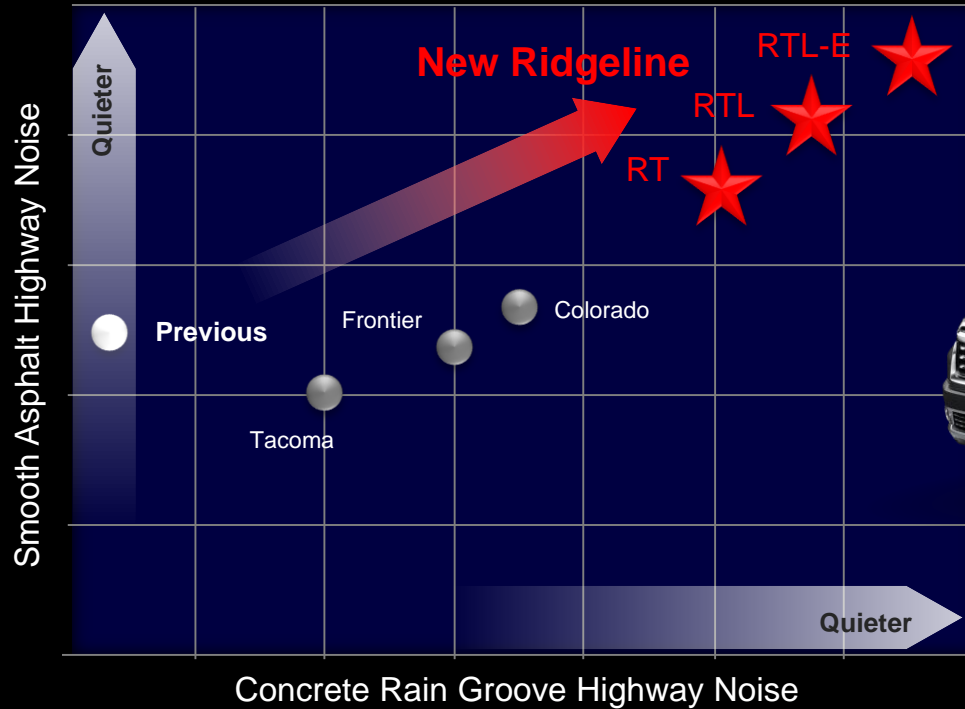 New Ridgeline
RTL-E
RTL
RT
Quieter
Smooth Asphalt Highway Noise
Previous
Frontier
Colorado
Tacoma
Quieter
Concrete Rain Groove Highway Noise